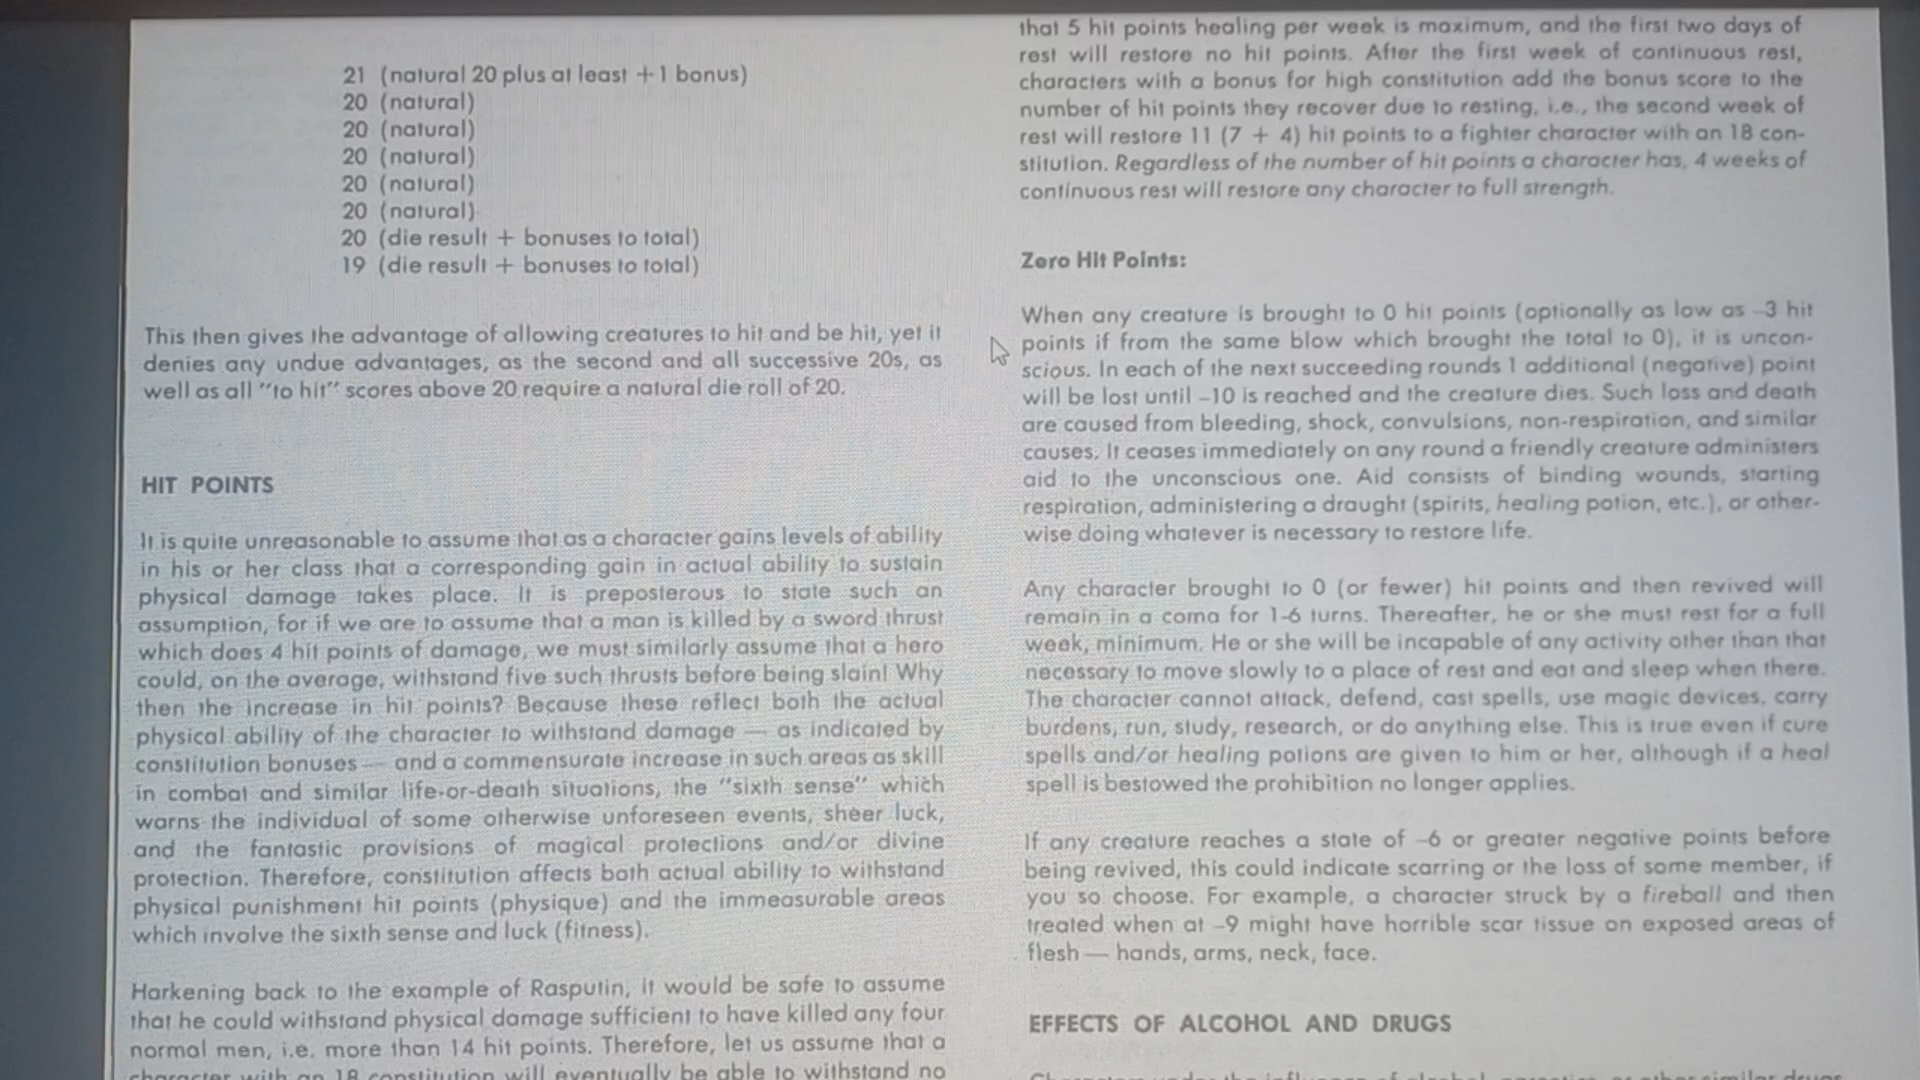 21 (natural 20 plus at least +1 bonus)
20 (natural)
20 (natural)
20 (natural)
20 (natural)
20 (natural)
20 (die result + bonuses to total)
19 (die result + bonuses to total)
This then gives the advantage of allowing creatures to hit and be hit, yet it
denies any undue advantages, as the second and all successive 20s, as
well as all "to hit" scores above 20 require a natural die roll of 20.
HIT POINTS
It is quite unreasonable to assume that as a character gains levels of ability
in his or her class that a corresponding gain in actual ability to sustain
physical damage takes place. It is preposterous to state such an
assumption, for if we are to assume that a man is killed by a sword thrust
which does 4 hit points of damage, we must similarly assume that a hero
could, on the average, withstand five such thrusts before being slain! Why
then the increase in hit points? Because these reflect both the actual
physical ability of the character to withstand damage — as indicated by
constitution bonuses — and a commensurate increase in such areas as skill
in combat and similar life-or-death situations, the "sixth sense" which
warns the individual of some otherwise unforeseen events, sheer luck,
and the fantastic provisions of magical protections and/or divine
protection. Therefore, constitution affects both actual ability to withstand
physical punishment hit points (physique) and the immeasurable areas
which involve the sixth sense and luck (fitness).
Harkening back to the example of Rasputin, it would be safe to assume
that he could withstand physical damage sufficient to have killed any four
normal men, i.e. more than 14 hit points. Therefore, let us assume that a
character with an 18 constitution will eventually be able to withstand no
that 5 hit points healing per week is maximum, and the first two days of
rest will restore no hit points. After the first week of continuous rest,
characters with a bonus for high constitution add the bonus score to the
number of hit points they recover due to resting, i.e., the second week of
rest will restore 11 (7 + 4) hit points to a fighter character with an 18 con-
stitution. Regardless of the number of hit points a character has, 4 weeks of
continuous rest will restore any character to full strength.
Zero Hit Points:
When any creature is brought to 0 hit points (optionally as low as -3 hit
points if from the same blow which brought the total to 0), it is uncon-
scious. In each of the next succeeding rounds 1 additional (negative) point
will be lost until -10 is reached and the creature dies. Such loss and death
are caused from bleeding, shock, convulsions, non-respiration, and similar
causes. It ceases immediately on any round a friendly creature administers
aid to the unconscious one. Aid consists of binding wounds, starting
respiration, administering a draught (spirits, healing potion, etc.), or other-
wise doing whatever is necessary to restore life.
Any character brought to 0 (or fewer) hit points and then revived will
remain in a coma for 1-6 turns. Thereafter, he or she must rest for a full
week, minimum. He or she will be incapable of any activity other than that
necessary to move slowly to a place of rest and eat and sleep when there.
The character cannot attack, defend, cast spells, use magic devices, carry
burdens, run, study, research, or do anything else. This is true even if cure
spells and/or healing potions are given to him or her, although if a heal
spell is bestowed the prohibition no longer applies.
If any creature reaches a state of -6 or greater negative points before
being revived, this could indicate scarring or the loss of some member, if
you so choose. For example, a character struck by a fireball and then
treated when at -9 might have horrible scar tissue on exposed areas of
flesh — hands, arms, neck, face.
EFFECTS OF ALCOHOL AND DRUGS